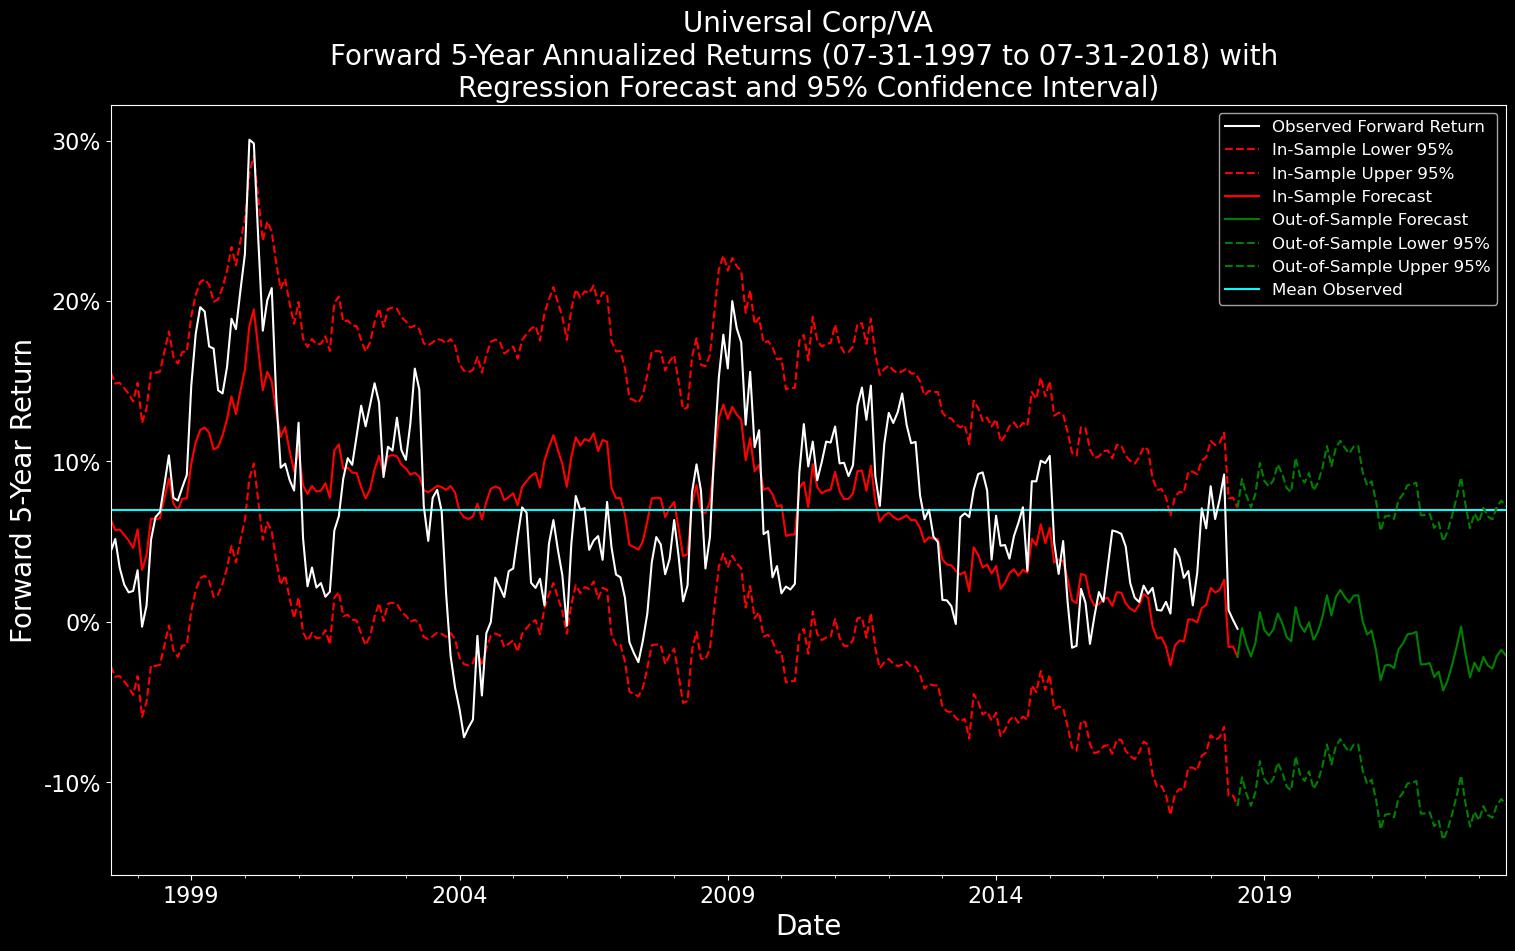 Universal Corp/VA
Forward 5-Year Annualized Returns (07-31-1997 to 07-31-2018) with
Regression Forecast and 95% Confidence Interval)
Observed Forward Return
In-Sample Lower 95%
In-Sample Upper 95%
In-Sample Forecast
Out-of-Sample Forecast
Out-of-Sample Lower 95%
Out-of-Sample Upper 95%
Mean Observed
Forward 5-Year Return
30%
20%
10%
0%
-10%
1999
2004
2009
2014
2019
Date